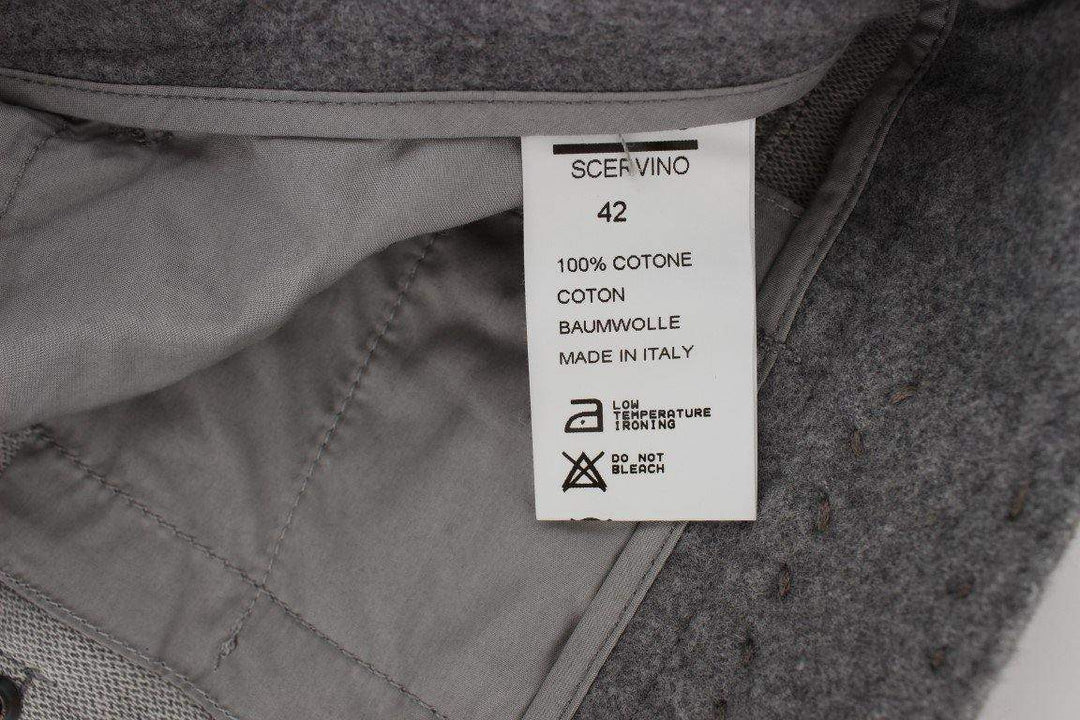 SCERVINO
42
100% COTONE
COTON
BAUMWOLLE
MADE IN ITALY
LOW
TEMPERATURE
IRONING
DO NOT
BLEACH